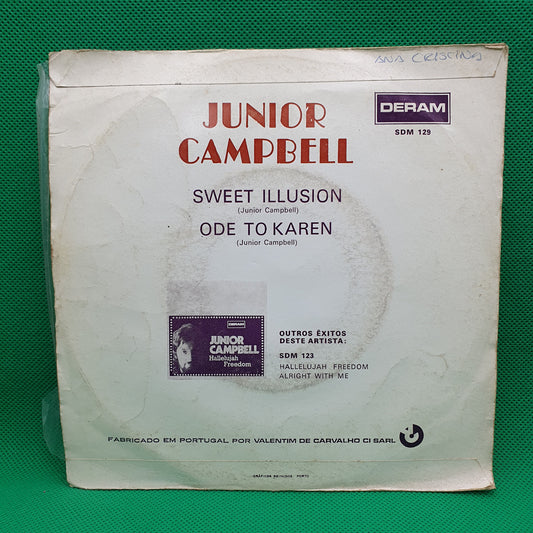 ANA CRISTINA
JUNIOR
CAMPBELL
DERAM
SDM 129
SWEET ILLUSION
(Junior Campbell)
ODE TO KAREN
(Junior Campbell)
DERAM
JUNIOR
CAMPBELL
Hallelujah
Freedom
OUTROS ÊXITOS
DESTE ARTISTA:
SDM 123
HALLELUJAH FREEDOM
ALRIGHT WITH ME
FABRICADO EM PORTUGAL POR VALENTIM DE CARVALHO CI SARL